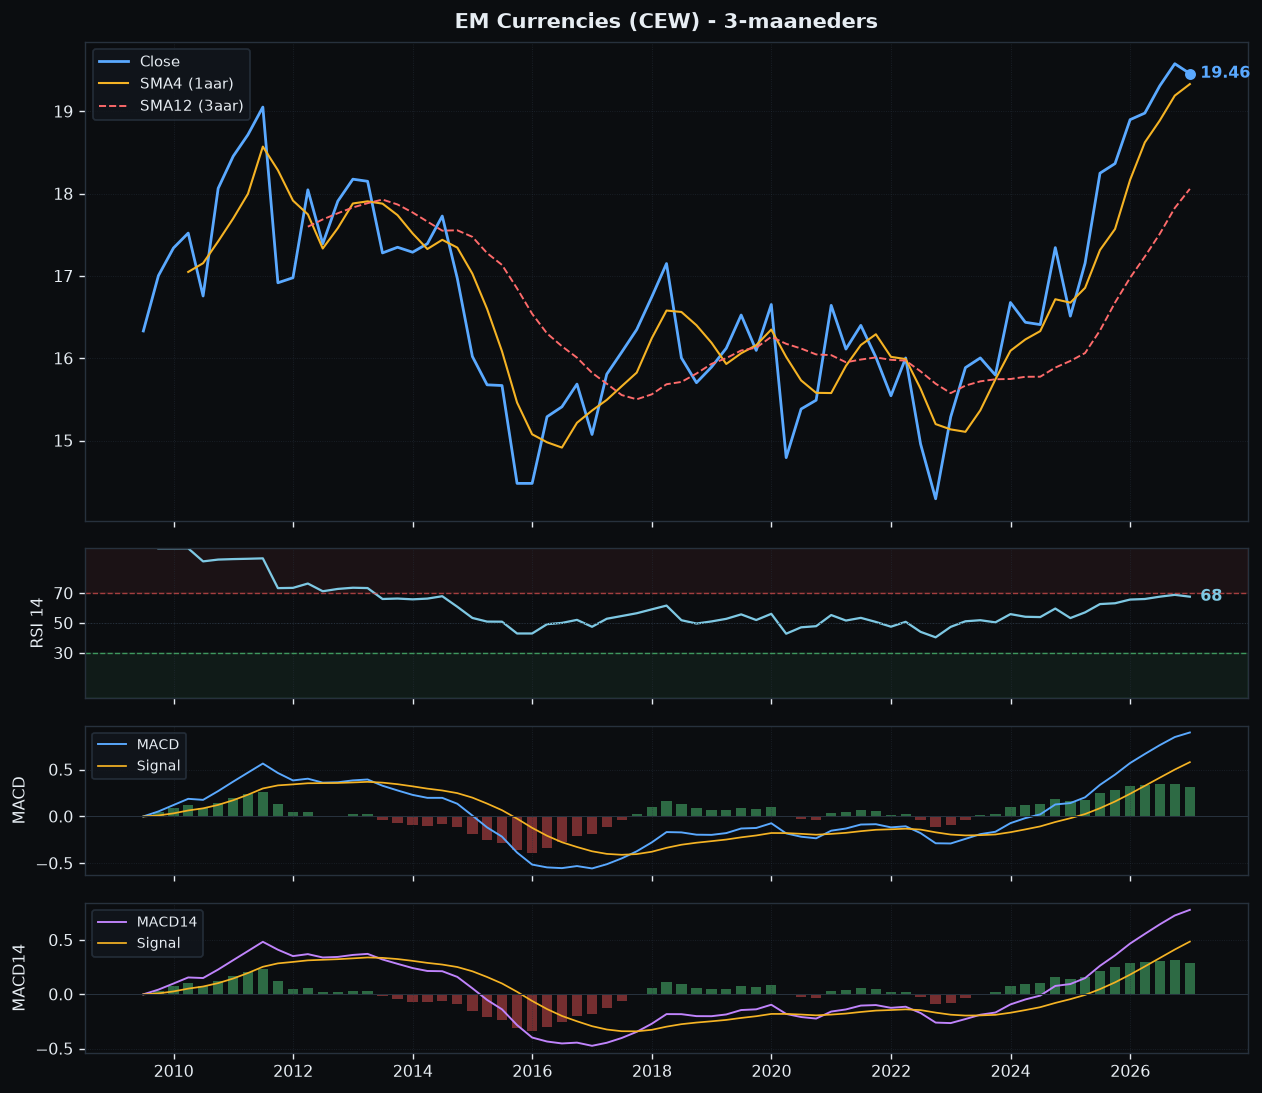 EM Currencies (CEW) - 3-maaneders
Close
SMA4 (1aar)
SMA12 (3aar)
19.46
19
18
17
16
15
RSI 14
70
50
30
68
MACD
MACD
Signal
0.5
0.0
−0.5
MACD14
MACD14
Signal
0.5
0.0
−0.5
2010 2012 2014 2016 2018 2020 2022 2024 2026